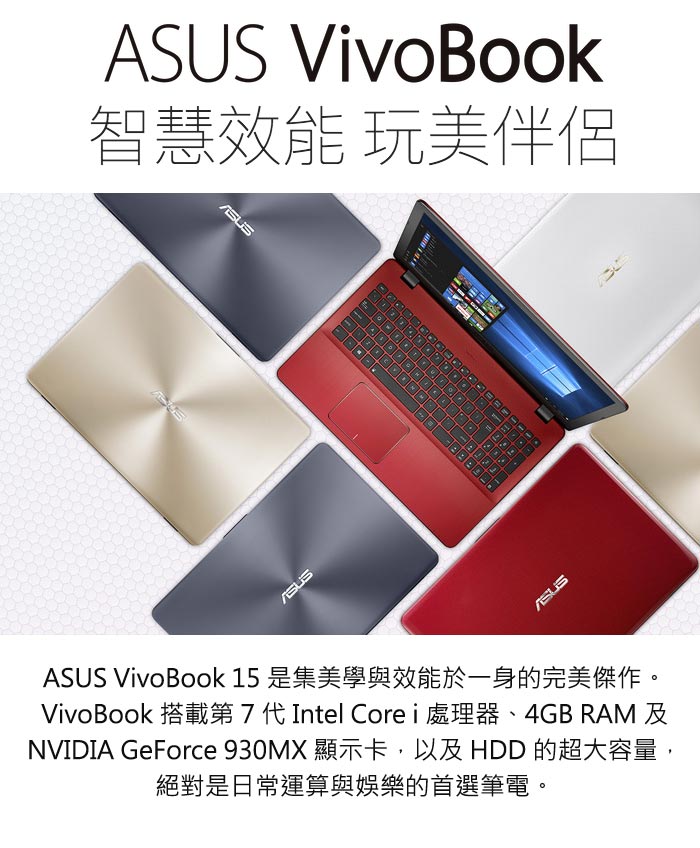 ASUS VivoBook
智慧效能 玩美伴侶
ASUS
ASUS
ASUS
ASUS
ASUS
ASUS VivoBook 15 是集美學與效能於一身的完美傑作。
VivoBook 搭載第 7 代 Intel Core i 處理器、4GB RAM 及
NVIDIA GeForce 930MX 顯示卡，以及 HDD 的超大容量，
絕對是日常運算與娛樂的首選筆電。